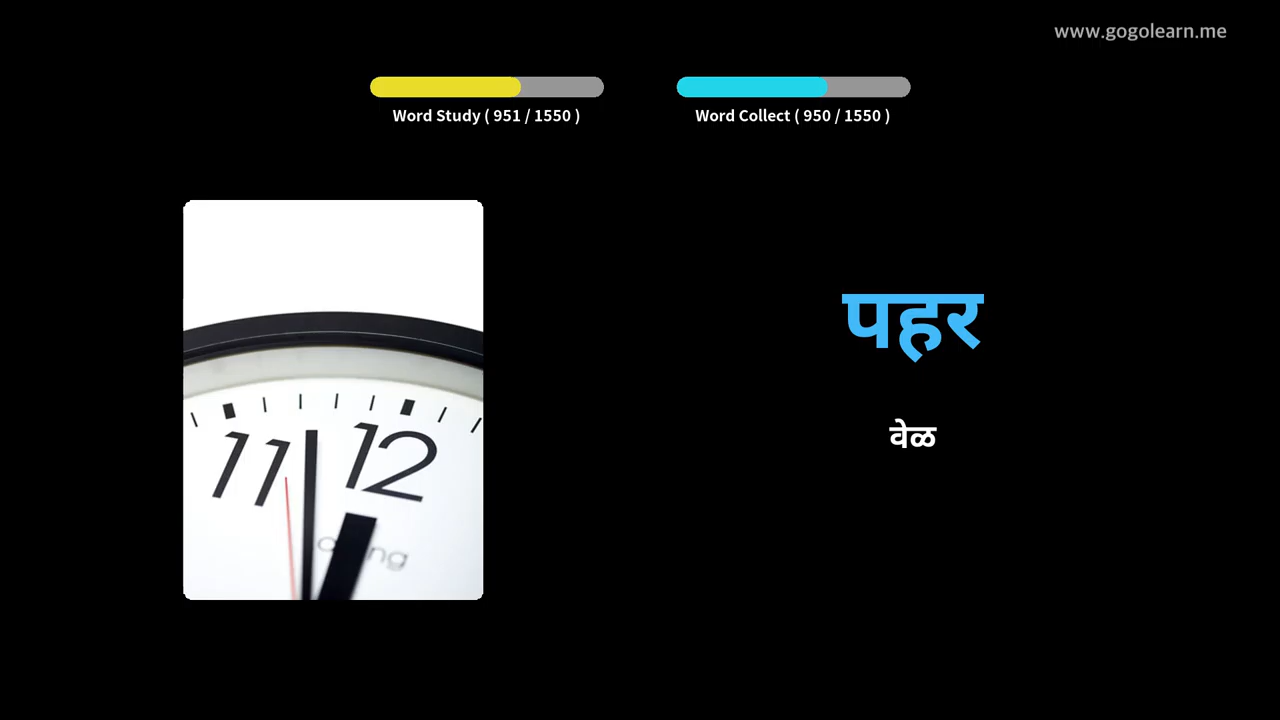 www.gogolearn.me
Word Study ( 951 / 1550 )
Word Collect ( 950 / 1550 )
पहर
वेळ
11
12